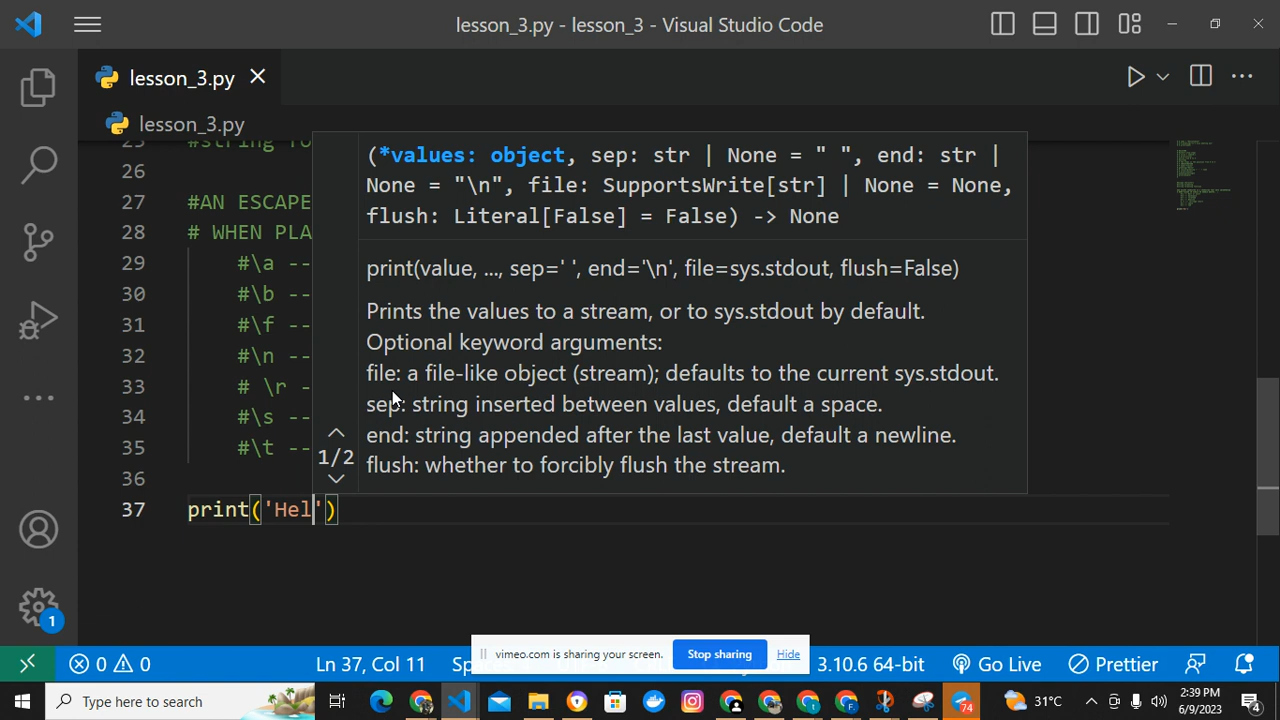 lesson_3.py - lesson_3 - Visual Studio Code
lesson_3.py
lesson_3.py
26
27 #AN ESCAPE
28 # WHEN PLA
29 #\a --
30 #\b --
31 #\f --
32 #\n --
33 # \r -
34 #\s --
35 #\t --
36
37 print('Hel')
(*values: object, sep: str | None = " ", end: str |
None = "\n", file: SupportsWrite[str] | None = None,
flush: Literal[False] = False) -> None
print(value, ..., sep=' ', end='\n', file=sys.stdout, flush=False)
Prints the values to a stream, or to sys.stdout by default.
Optional keyword arguments:
file: a file-like object (stream); defaults to the current sys.stdout.
sep: string inserted between values, default a space.
end: string appended after the last value, default a newline.
flush: whether to forcibly flush the stream.
1/2
1
vimeo.com is sharing your screen. Stop sharing Hide
0 0 Ln 37, Col 11 3.10.6 64-bit Go Live Prettier
Type here to search 74 31°C 2:39 PM
6/9/2023 4